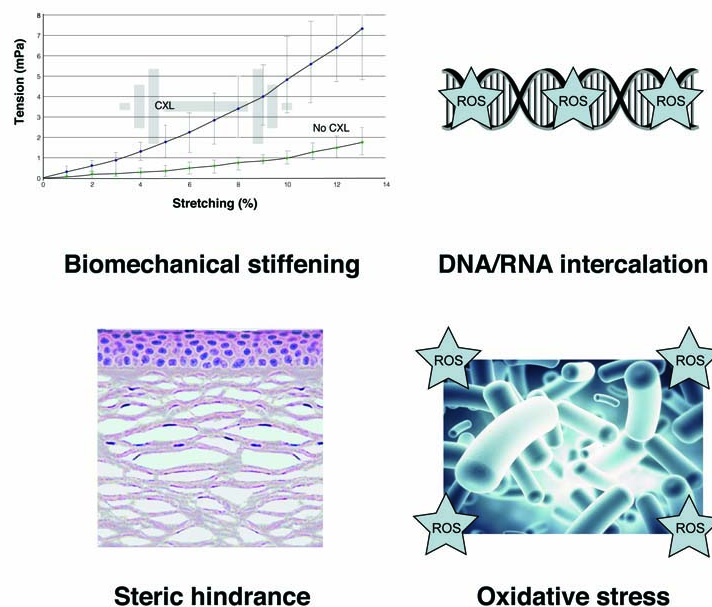 Tension (mPa)
8
7
6
5
4
3
2
1
0
CXL
No CXL
0 2 4 6 8 10 12 14
Stretching (%)
ROS ROS ROS
Biomechanical stiffening
DNA/RNA intercalation
ROS ROS
ROS ROS
Steric hindrance
Oxidative stress